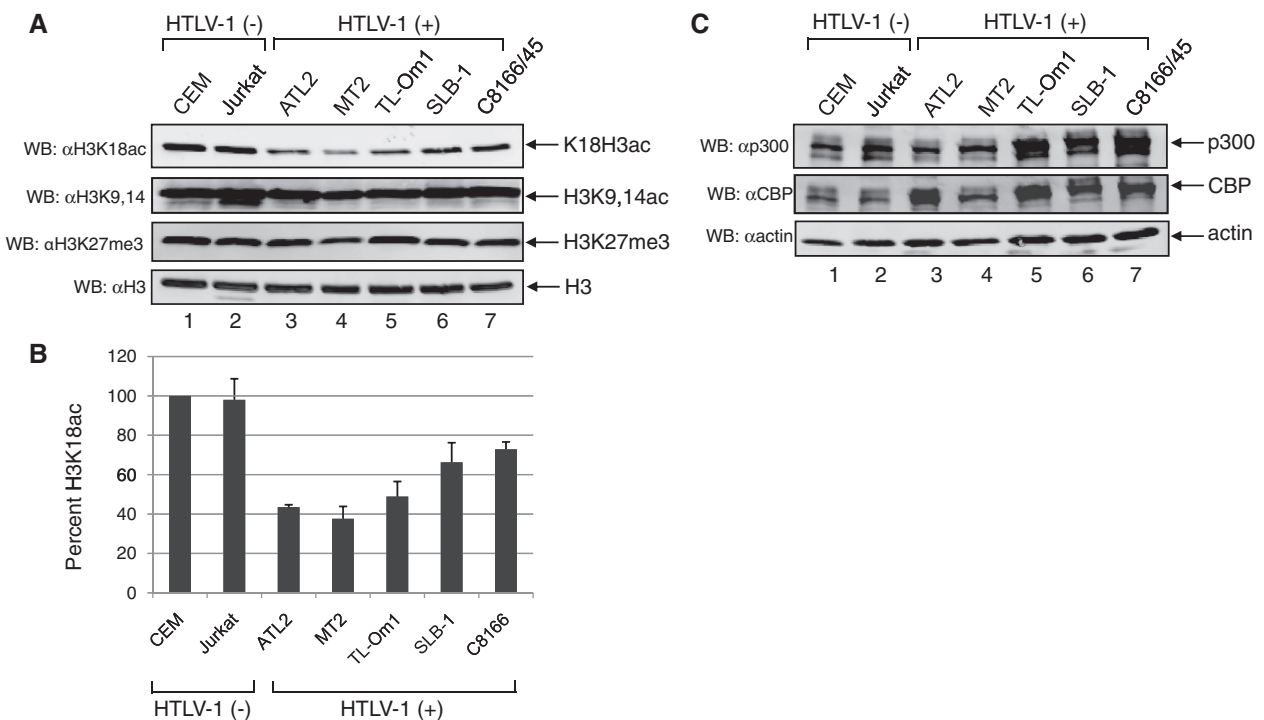 A
HTLV-1 (-)
HTLV-1 (+)
CEM
Jurkat
ATL2
MT2
TL-Om1
SLB-1
C8166/45
WB: αH3K18ac
K18H3ac
WB: αH3K9,14
H3K9,14ac
WB: αH3K27me3
H3K27me3
WB: αH3
H3
1 2 3 4 5 6 7
B
Percent H3K18ac
120
100
80
60
40
20
0
CEM
Jurkat
ATL2
MT2
TL-Om1
SLB-1
C8166
HTLV-1 (-)
HTLV-1 (+)
C
HTLV-1 (-)
HTLV-1 (+)
CEM
Jurkat
ATL2
MT2
TL-Om1
SLB-1
C8166/45
WB: αp300
p300
WB: αCBP
CBP
WB: αactin
actin
1 2 3 4 5 6 7